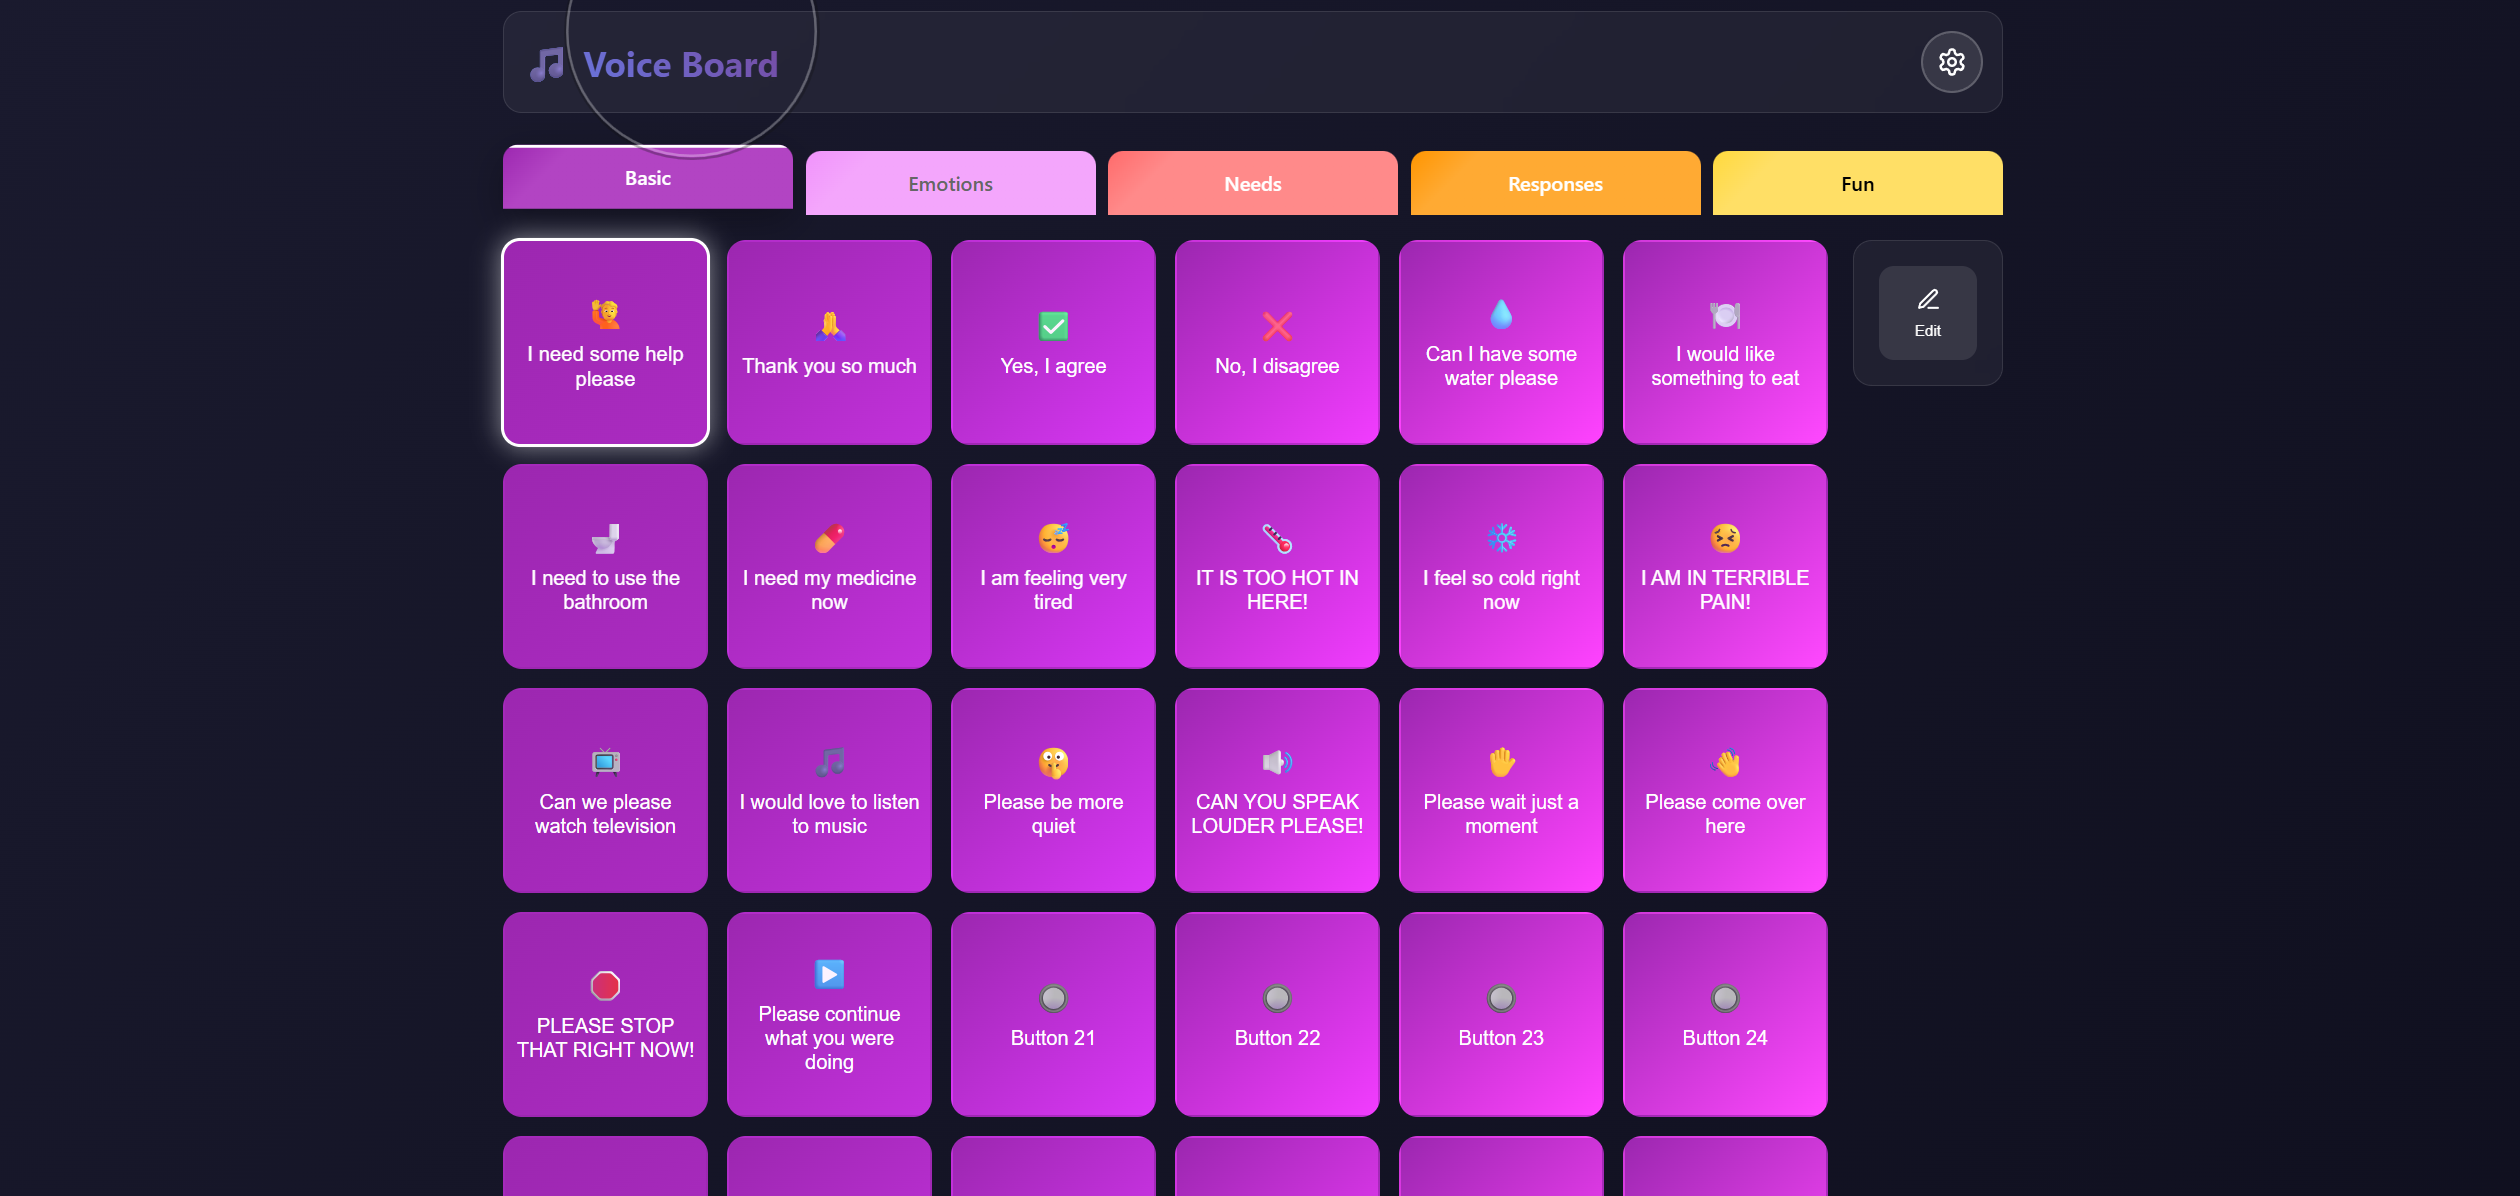 Voice Board
Basic
Emotions
Needs
Responses
Fun
I need some help
please
Thank you so much
Yes, I agree
No, I disagree
Can I have some
water please
I would like
something to eat
Edit
I need to use the
bathroom
I need my medicine
now
I am feeling very
tired
IT IS TOO HOT IN
HERE!
I feel so cold right
now
I AM IN TERRIBLE
PAIN!
Can we please
watch television
I would love to listen
to music
Please be more
quiet
CAN YOU SPEAK
LOUDER PLEASE!
Please wait just a
moment
Please come over
here
PLEASE STOP
THAT RIGHT NOW!
Please continue
what you were
doing
Button 21
Button 22
Button 23
Button 24